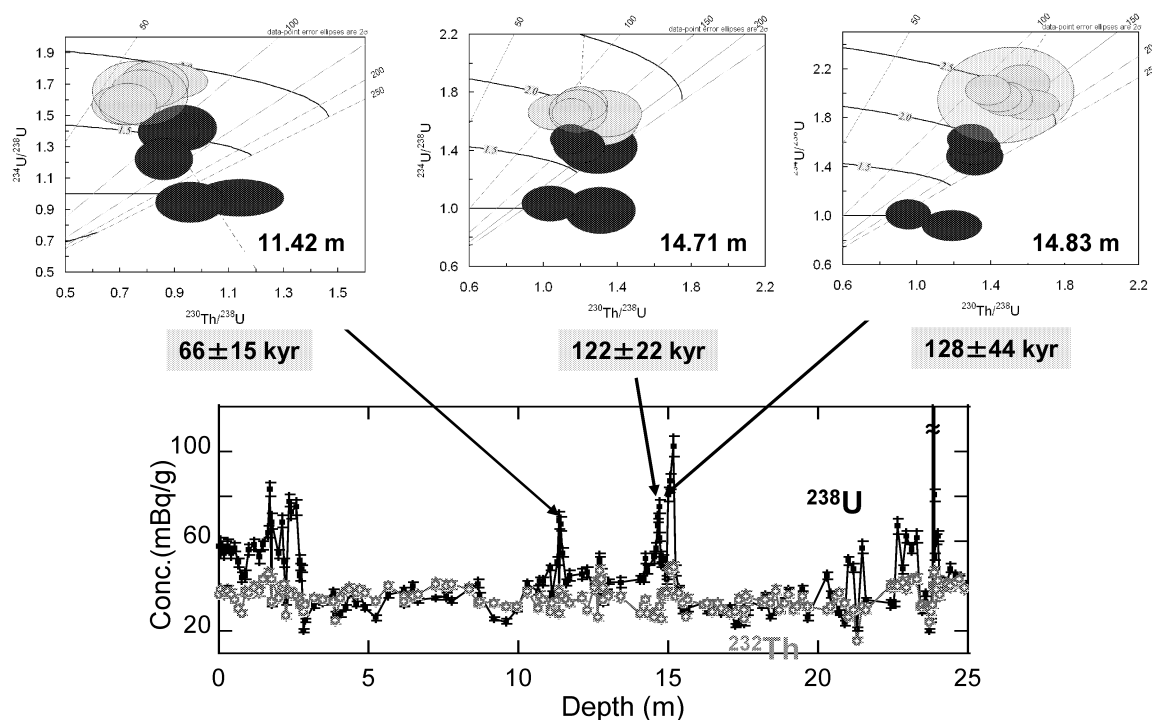 50
100
data-point error ellipses are 2σ
1.9
1.7
1.5
1.3
1.1
0.9
0.7
0.5
²³⁴U/²³⁸U
1.5
200
250
11.42 m
0.5 0.7 0.9 1.1 1.3 1.5
²³⁰Th/²³⁸U
50
100
150
200
data-point error ellipses are 2σ
2.2
1.8
1.4
1.0
0.6
²³⁴U/²³⁸U
2.0
1.5
14.71 m
0.6 1.0 1.4 1.8 2.2
²³⁰Th/²³⁸U
50
100
150
data-point error ellipses are 2σ
2.2
1.8
1.4
1.0
0.6
2.5
2.0
1.5
14.83 m
0.6 1.0 1.4 1.8 2.2
²³⁰Th/²³⁸U
66±15 kyr
122±22 kyr
128±44 kyr
Conc.(mBq/g)
100
60
20
²³⁸U
²³²Th
0 5 10 15 20 25
Depth (m)